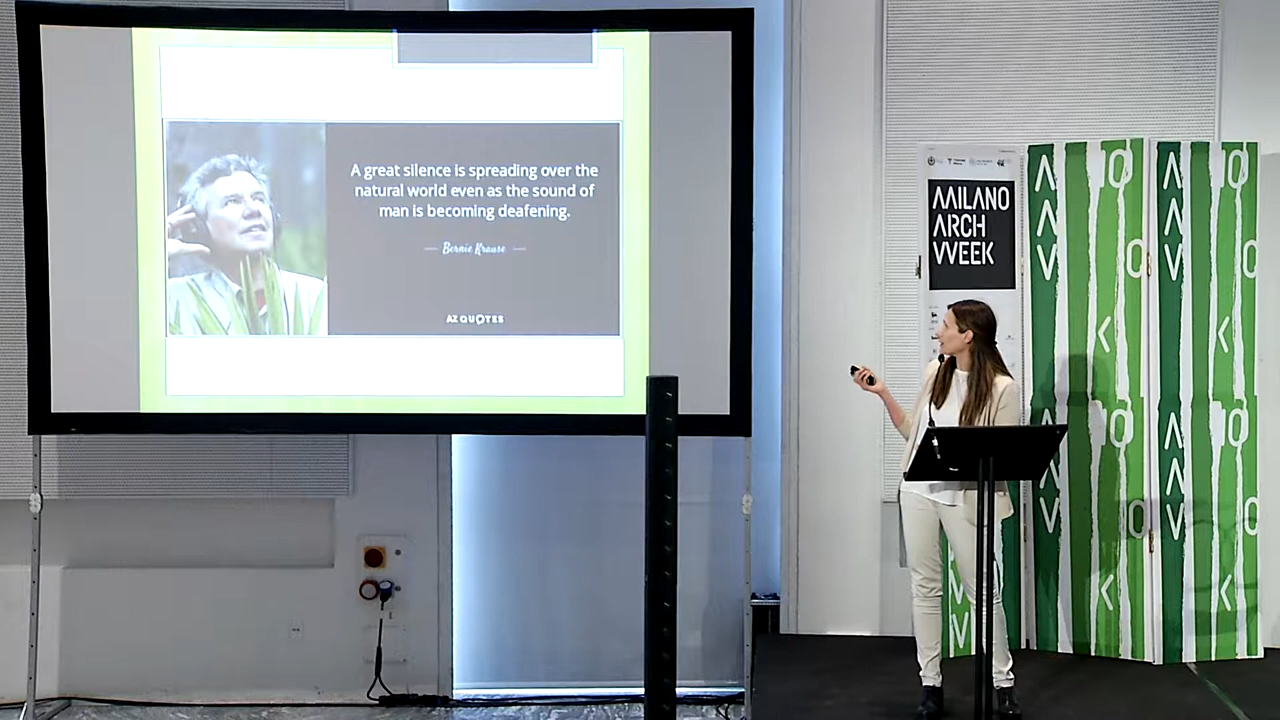 A great silence is spreading over the
natural world even as the sound of
man is becoming deafening.
Bernie Krause
AZ QUOTES
MILANO
ARCH
WEEK